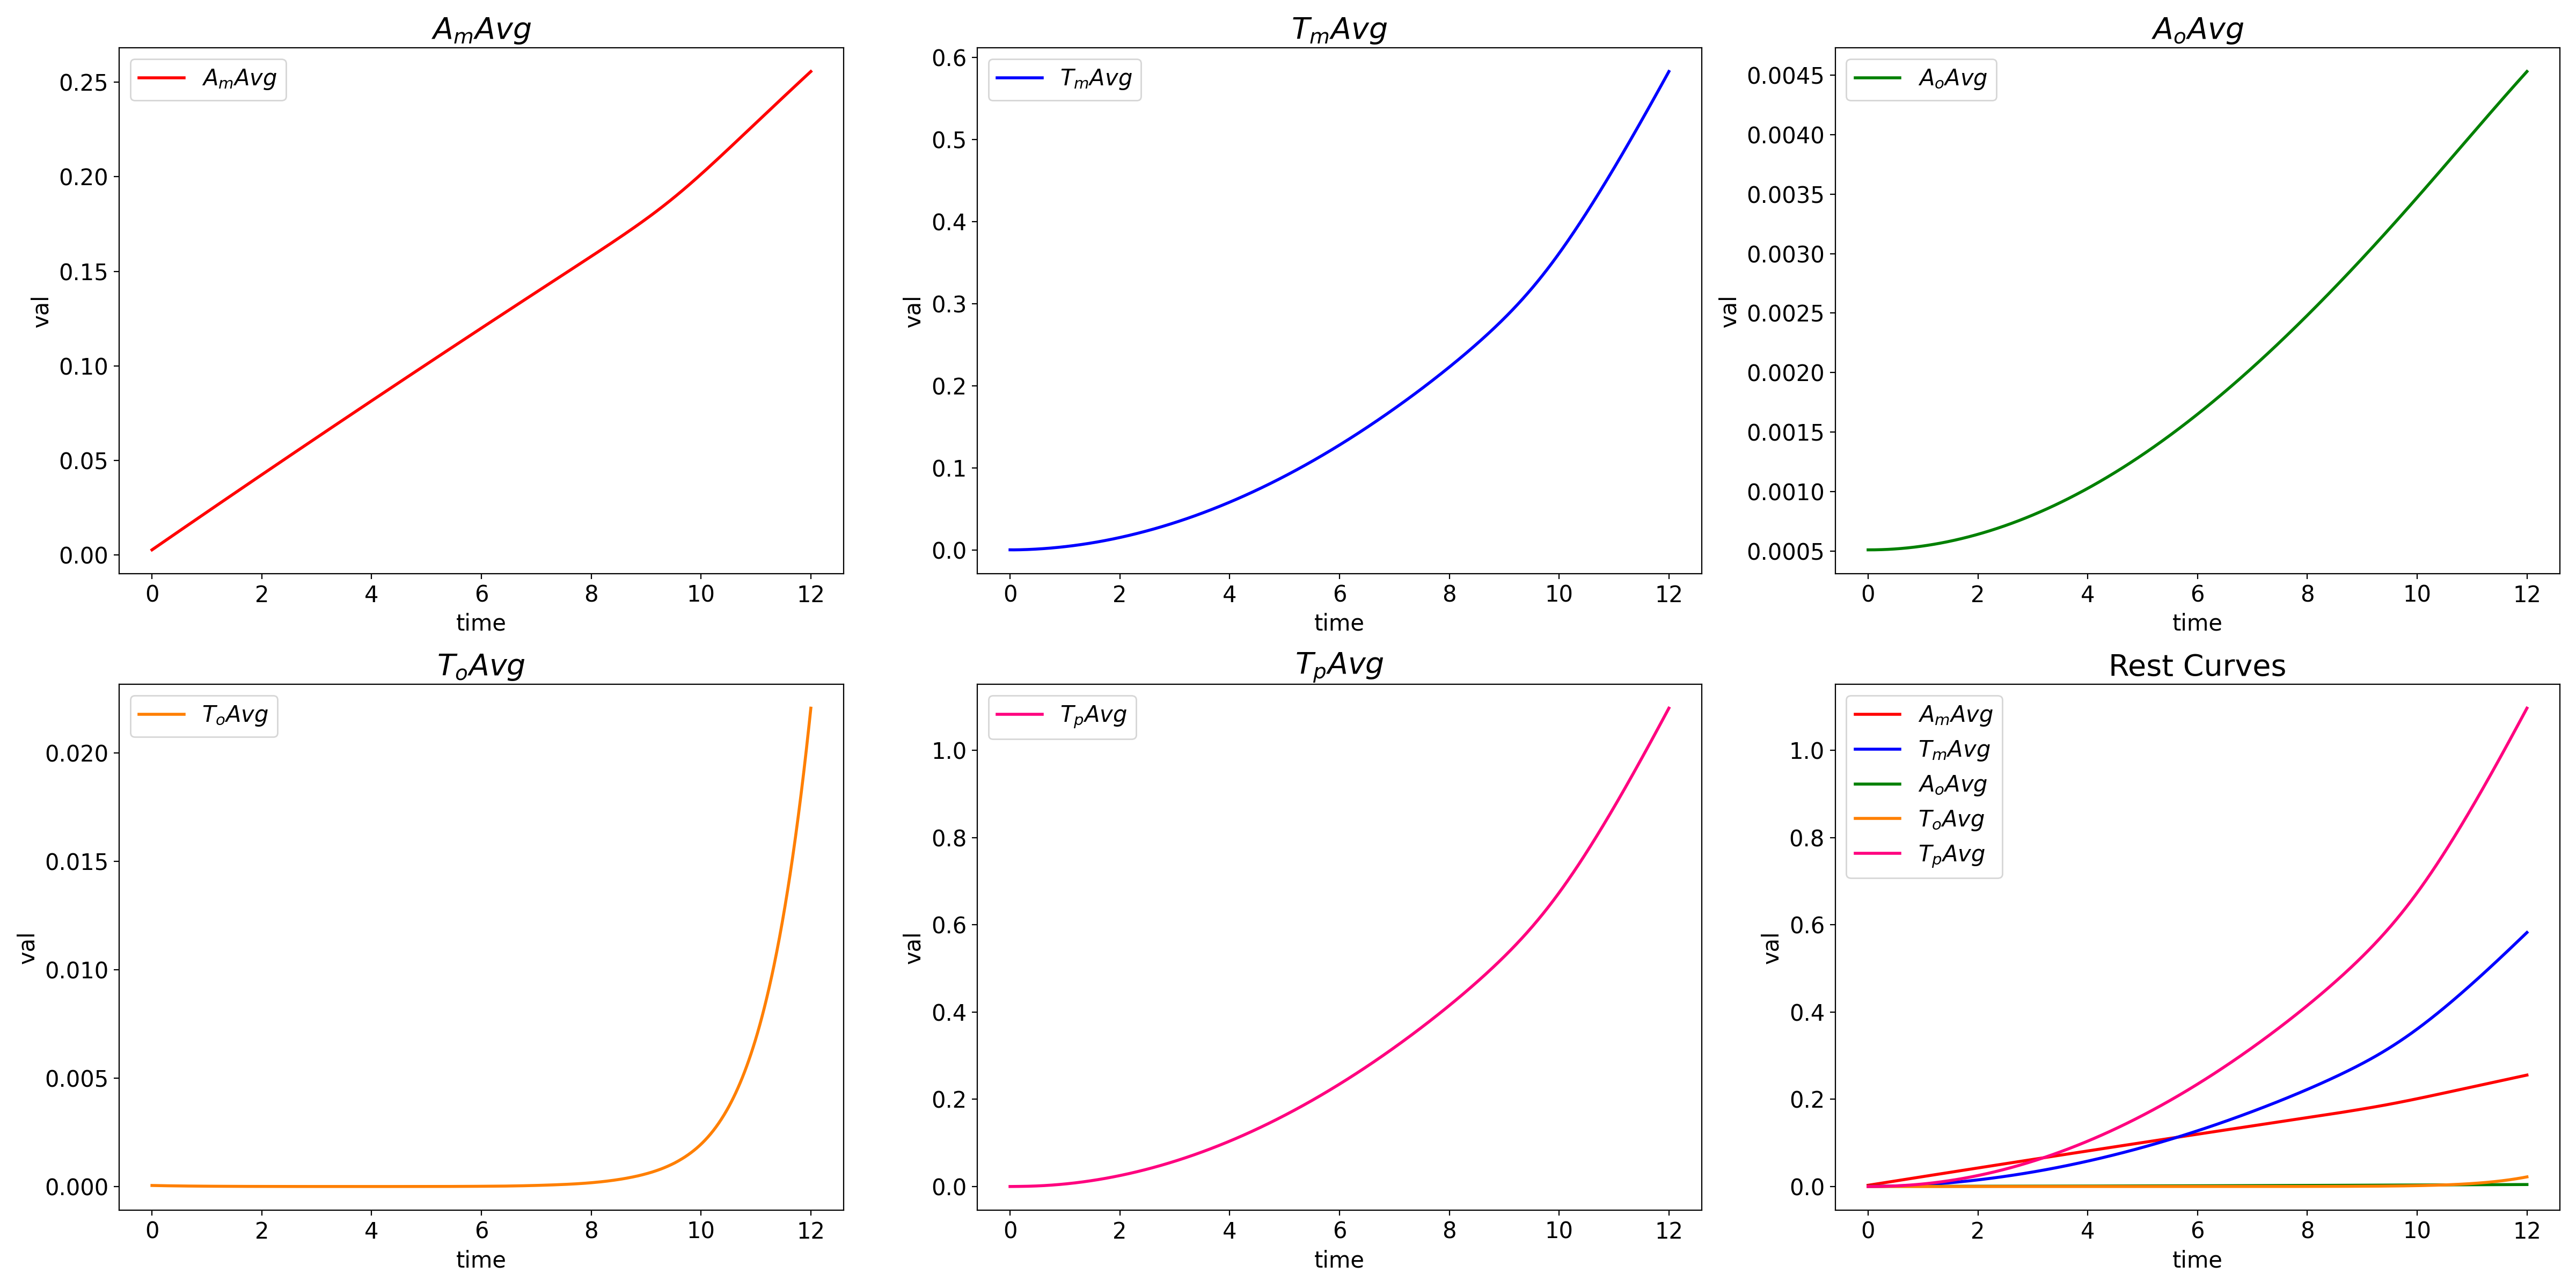 A_mAvg
A_mAvg
0.25
0.20
0.15
0.10
0.05
0.00
val
0 2 4 6 8 10 12
time
T_mAvg
T_mAvg
0.6
0.5
0.4
0.3
0.2
0.1
0.0
val
0 2 4 6 8 10 12
time
A_oAvg
A_oAvg
0.0045
0.0040
0.0035
0.0030
0.0025
0.0020
0.0015
0.0010
0.0005
val
0 2 4 6 8 10 12
time
T_oAvg
T_oAvg
0.020
0.015
0.010
0.005
0.000
val
0 2 4 6 8 10 12
time
T_pAvg
T_pAvg
1.0
0.8
0.6
0.4
0.2
0.0
val
0 2 4 6 8 10 12
time
Rest Curves
A_mAvg
T_mAvg
A_oAvg
T_oAvg
T_pAvg
1.0
0.8
0.6
0.4
0.2
0.0
val
0 2 4 6 8 10 12
time